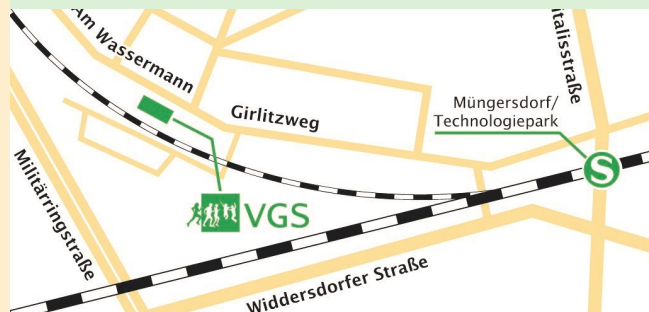 Am Wassermann
italisstraße
Girlitzweg
Müngersdorf/
Technologiepark
S
Militärringstraße
VGS
Widdersdorfer Straße